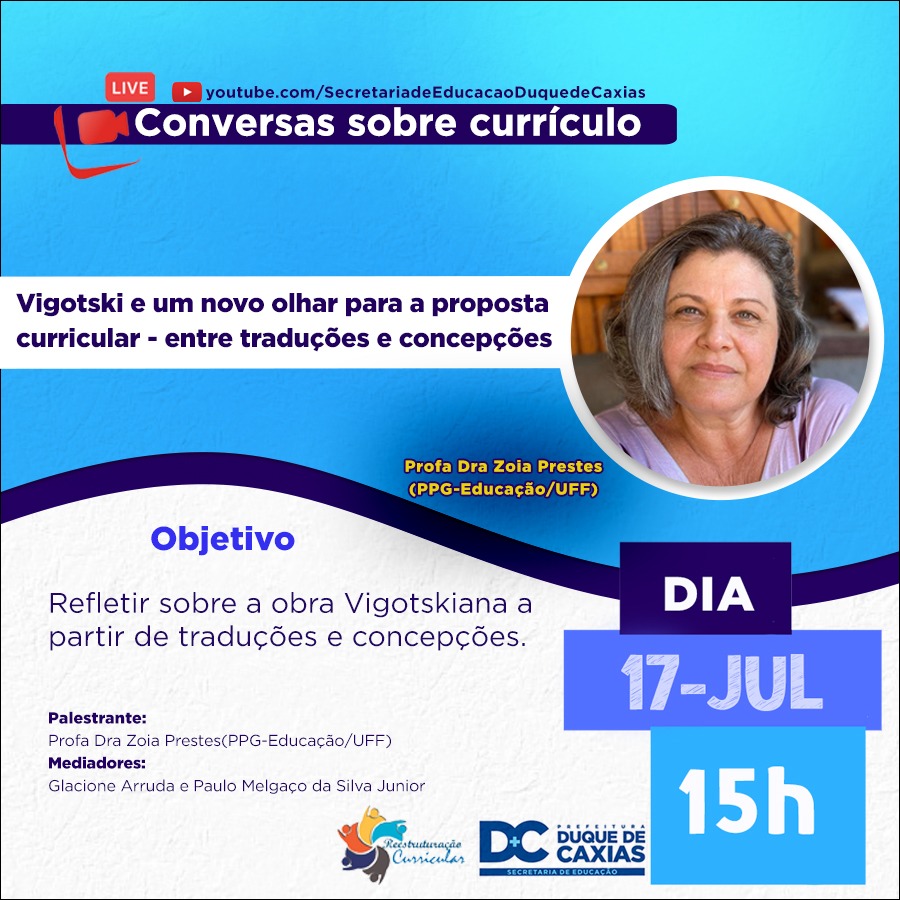 LIVE
youtube.com/SecretariadeEducacaoDuquedeCaxias
Conversas sobre currículo
Vigotski e um novo olhar para a proposta
curricular - entre traduções e concepções
Profa Dra Zoia Prestes
(PPG-Educação/UFF)
Objetivo
Refletir sobre a obra Vigotskiana a
partir de traduções e concepções.
DIA
17-JUL
15h
Palestrante:
Profa Dra Zoia Prestes(PPG-Educação/UFF)
Mediadores:
Glacione Arruda e Paulo Melgaço da Silva Junior
Reestruturação
Curricular
D+C
PREFEITURA
DUQUE DE
CAXIAS
SECRETARIA DE EDUCAÇÃO